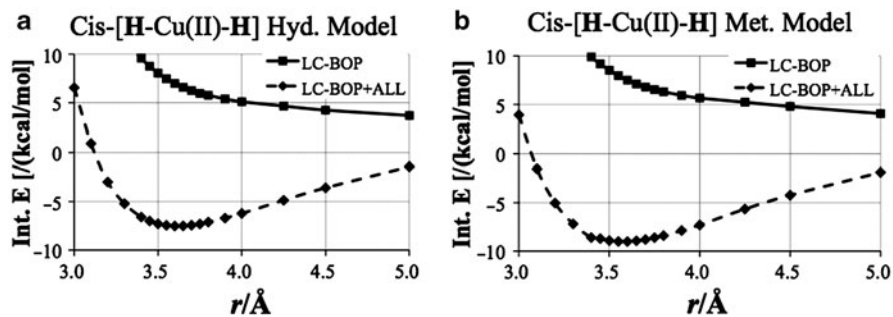 a Cis-[H-Cu(II)-H] Hyd. Model
10
5
0
−5
−10
Int. E [/(kcal/mol)]
LC-BOP
LC-BOP+ALL
3.0 3.5 4.0 4.5 5.0
r/Å
b Cis-[H-Cu(II)-H] Met. Model
10
5
0
−5
−10
Int. E [/(kcal/mol)]
LC-BOP
LC-BOP+ALL
3.0 3.5 4.0 4.5 5.0
r/Å